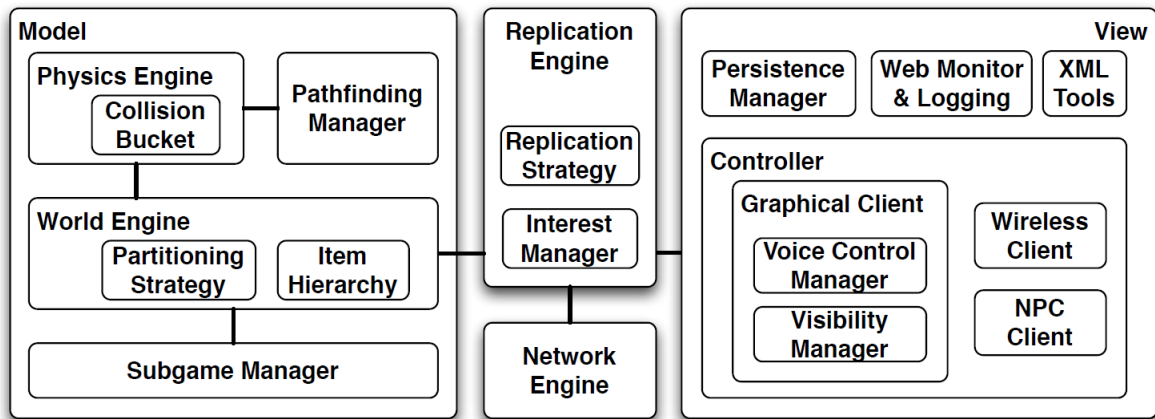 Model
Physics Engine
Collision
Bucket
Pathfinding
Manager
World Engine
Partitioning
Strategy
Item
Hierarchy
Subgame Manager
Replication
Engine
Replication
Strategy
Interest
Manager
Network
Engine
View
Persistence
Manager
Web Monitor
& Logging
XML
Tools
Controller
Graphical Client
Voice Control
Manager
Visibility
Manager
Wireless
Client
NPC
Client